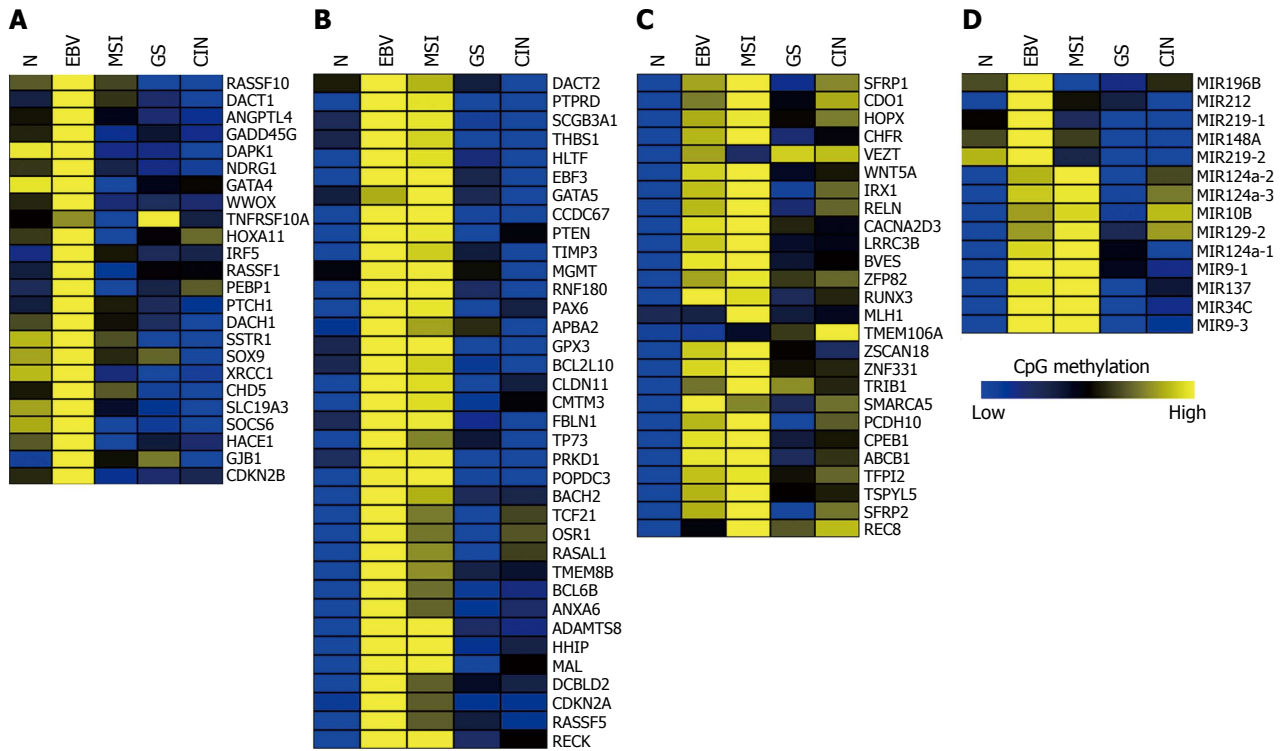 A
N EBV MSI GS CIN
RASSF10
DACT1
ANGPTL4
GADD45G
DAPK1
NDRG1
GATA4
WWOX
TNFRSF10A
HOXA11
IRF5
RASSF1
PEBP1
PTCH1
DACH1
SSTR1
SOX9
XRCC1
CHD5
SLC19A3
SOCS6
HACE1
GJB1
CDKN2B
B
N EBV MSI GS CIN
DACT2
PTPRD
SCGB3A1
THBS1
HLTF
EBF3
GATA5
CCDC67
PTEN
TIMP3
MGMT
RNF180
PAX6
APBA2
GPX3
BCL2L10
CLDN11
CMTM3
FBLN1
TP73
PRKD1
POPDC3
BACH2
TCF21
OSR1
RASAL1
TMEM8B
BCL6B
ANXA6
ADAMTS8
HHIP
MAL
DCBLD2
CDKN2A
RASSF5
RECK
C
N EBV MSI GS CIN
SFRP1
CDO1
HOPX
CHFR
VEZT
WNT5A
IRX1
RELN
CACNA2D3
LRRC3B
BVES
ZFP82
RUNX3
MLH1
TMEM106A
ZSCAN18
ZNF331
TRIB1
SMARCA5
PCDH10
CPEB1
ABCB1
TFPI2
TSPYL5
SFRP2
REC8
D
N EBV MSI GS CIN
MIR196B
MIR212
MIR219-1
MIR148A
MIR219-2
MIR124a-2
MIR124a-3
MIR10B
MIR129-2
MIR124a-1
MIR9-1
MIR137
MIR34C
MIR9-3
CpG methylation
Low High